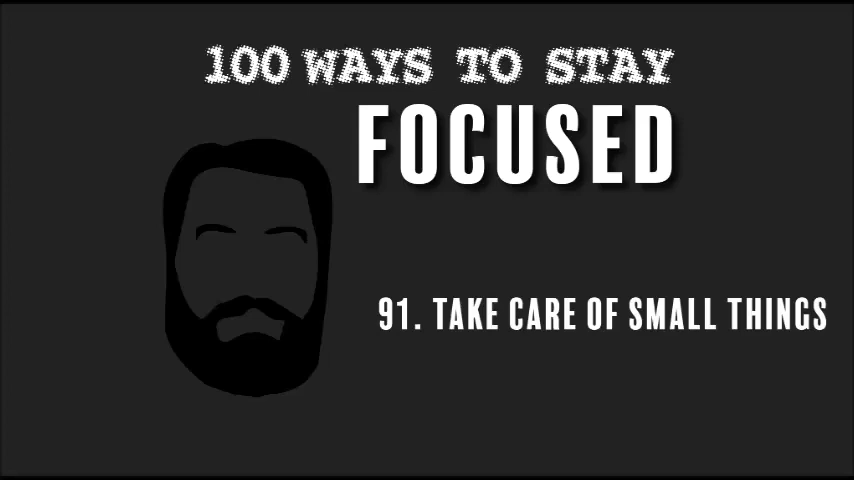 100 WAYS TO STAY
FOCUSED
91. TAKE CARE OF SMALL THINGS